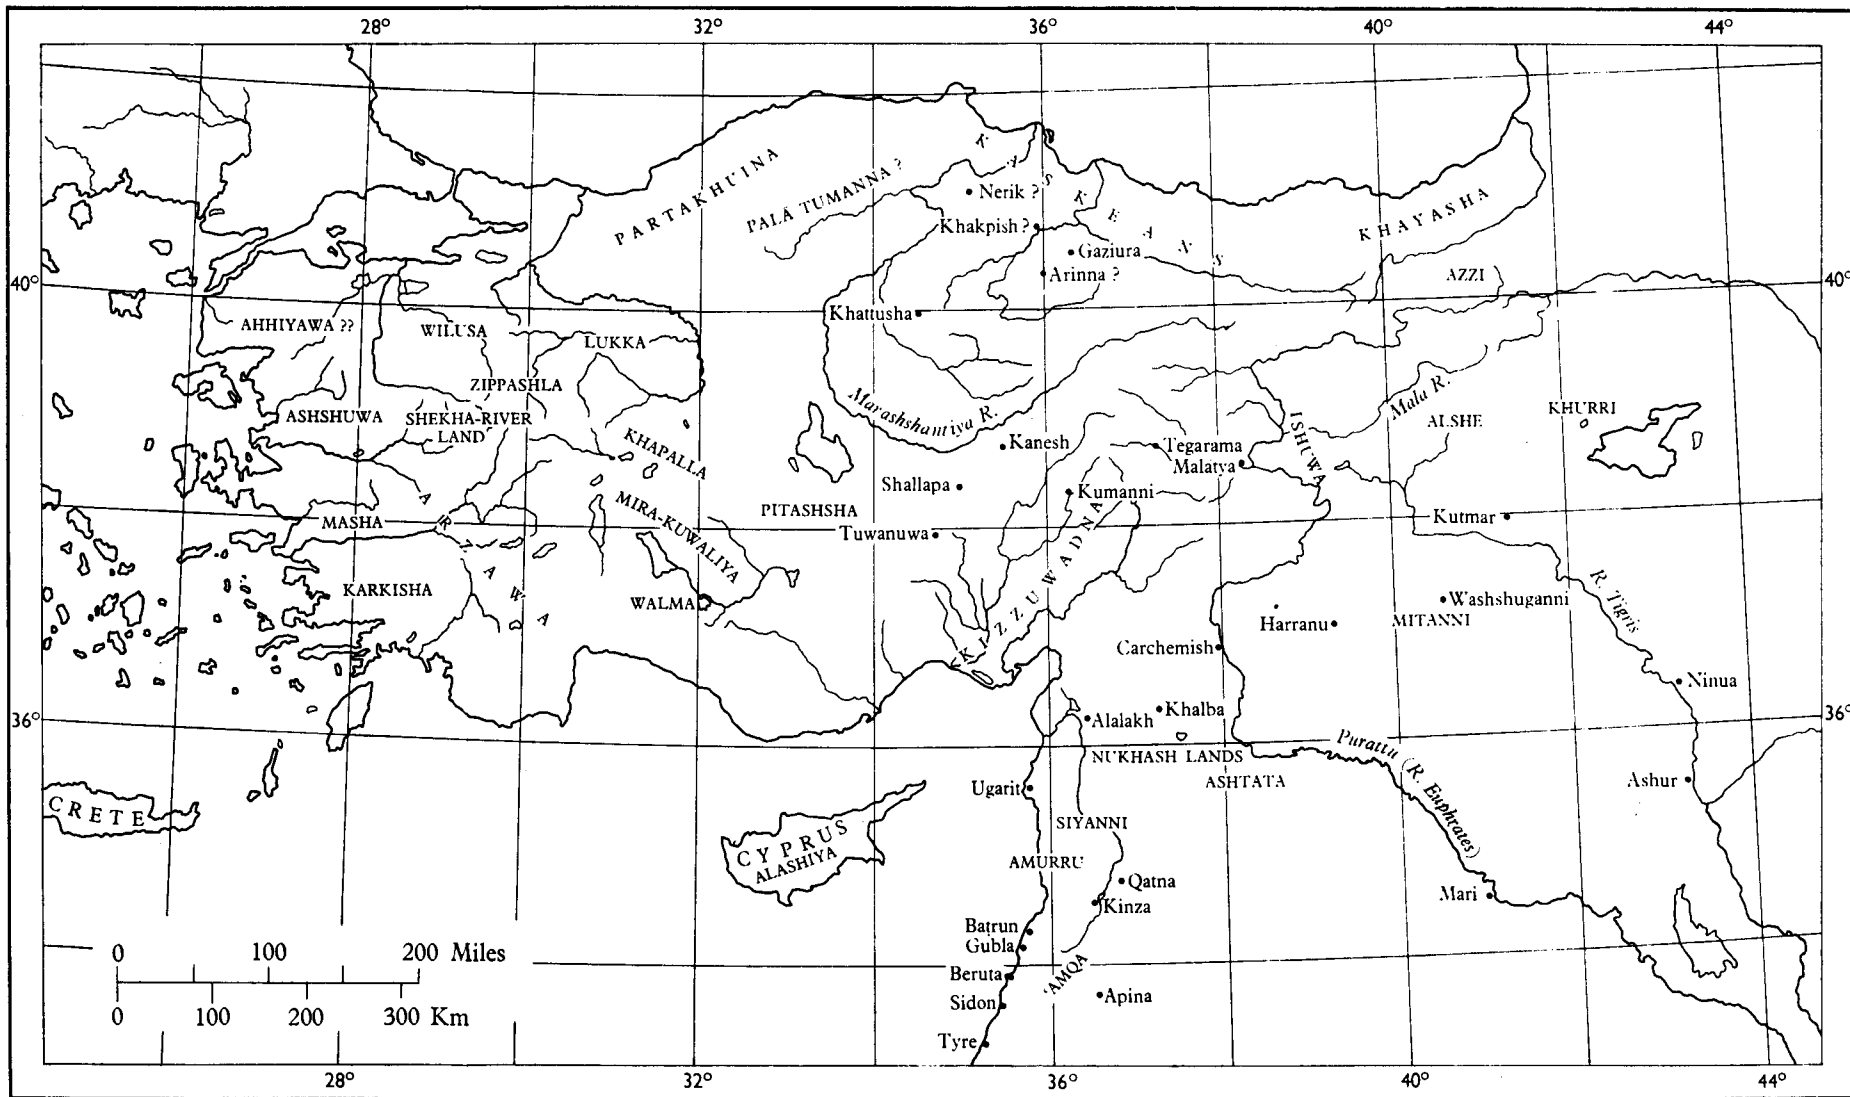 28°
32°
36°
40°
44°
PARTAKHUINA
PALA TUMANNA ?
KASKEANS
Nerik ?
Khakpish ?
Gaziura
Arinna ?
KHAYASHA
AZZI
40°
40°
AHHIYAWA ??
WILUSA
LUKKA
Khattusha
ZIPPASHLA
ASHSHUWA
SHEKHA-RIVER
LAND
KHAPALLA
Marashshantiya R.
Kanesh
Tegarama
Malatya
ISHUWA
Mala R.
ALSHE
KHURRI
ARZAWA
MIRA-KUWALIYA
PITASHSHA
Shallapa
Kumanni
MASHA
Tuwanuwa
Kutmar
KIZZUWADNA
KARKISHA
WALMA
Harranu
Washshuganni
MITANNI
R. Tigris
Carchemish
Ninua
36°
36°
Alalakh
Khalba
NUKHASH LANDS
ASHTATA
Purattu (R. Euphrates)
Ashur
Ugarit
CRETE
SIYANNI
CYPRUS
ALASHIYA
AMURRU
Qatna
Kinza
Mari
Batrun
Gubla
Beruta
'AMQA
Sidon
Apina
Tyre
0 100 200 Miles
0 100 200 300 Km
28°
32°
36°
40°
44°